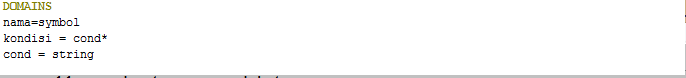 DOMAINS
nama=symbol
kondisi = cond*
cond = string